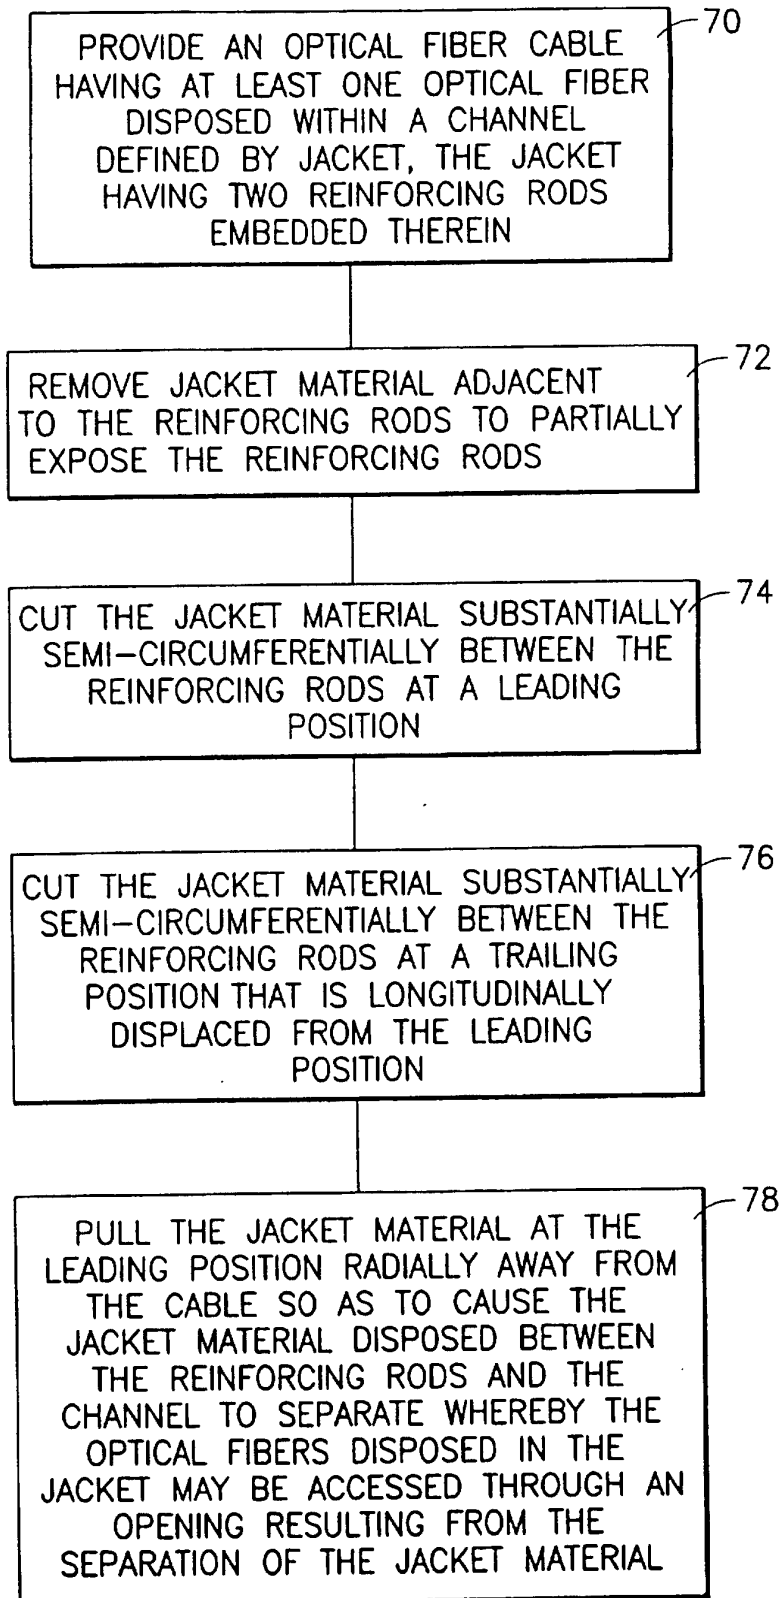 70
PROVIDE AN OPTICAL FIBER CABLE
HAVING AT LEAST ONE OPTICAL FIBER
DISPOSED WITHIN A CHANNEL
DEFINED BY JACKET, THE JACKET
HAVING TWO REINFORCING RODS
EMBEDDED THEREIN
72
REMOVE JACKET MATERIAL ADJACENT
TO THE REINFORCING RODS TO PARTIALLY
EXPOSE THE REINFORCING RODS
74
CUT THE JACKET MATERIAL SUBSTANTIALLY
SEMI-CIRCUMFERENTIALLY BETWEEN THE
REINFORCING RODS AT A LEADING
POSITION
76
CUT THE JACKET MATERIAL SUBSTANTIALLY
SEMI-CIRCUMFERENTIALLY BETWEEN THE
REINFORCING RODS AT A TRAILING
POSITION THAT IS LONGITUDINALLY
DISPLACED FROM THE LEADING
POSITION
78
PULL THE JACKET MATERIAL AT THE
LEADING POSITION RADIALLY AWAY FROM
THE CABLE SO AS TO CAUSE THE
JACKET MATERIAL DISPOSED BETWEEN
THE REINFORCING RODS AND THE
CHANNEL TO SEPARATE WHEREBY THE
OPTICAL FIBERS DISPOSED IN THE
JACKET MAY BE ACCESSED THROUGH AN
OPENING RESULTING FROM THE
SEPARATION OF THE JACKET MATERIAL